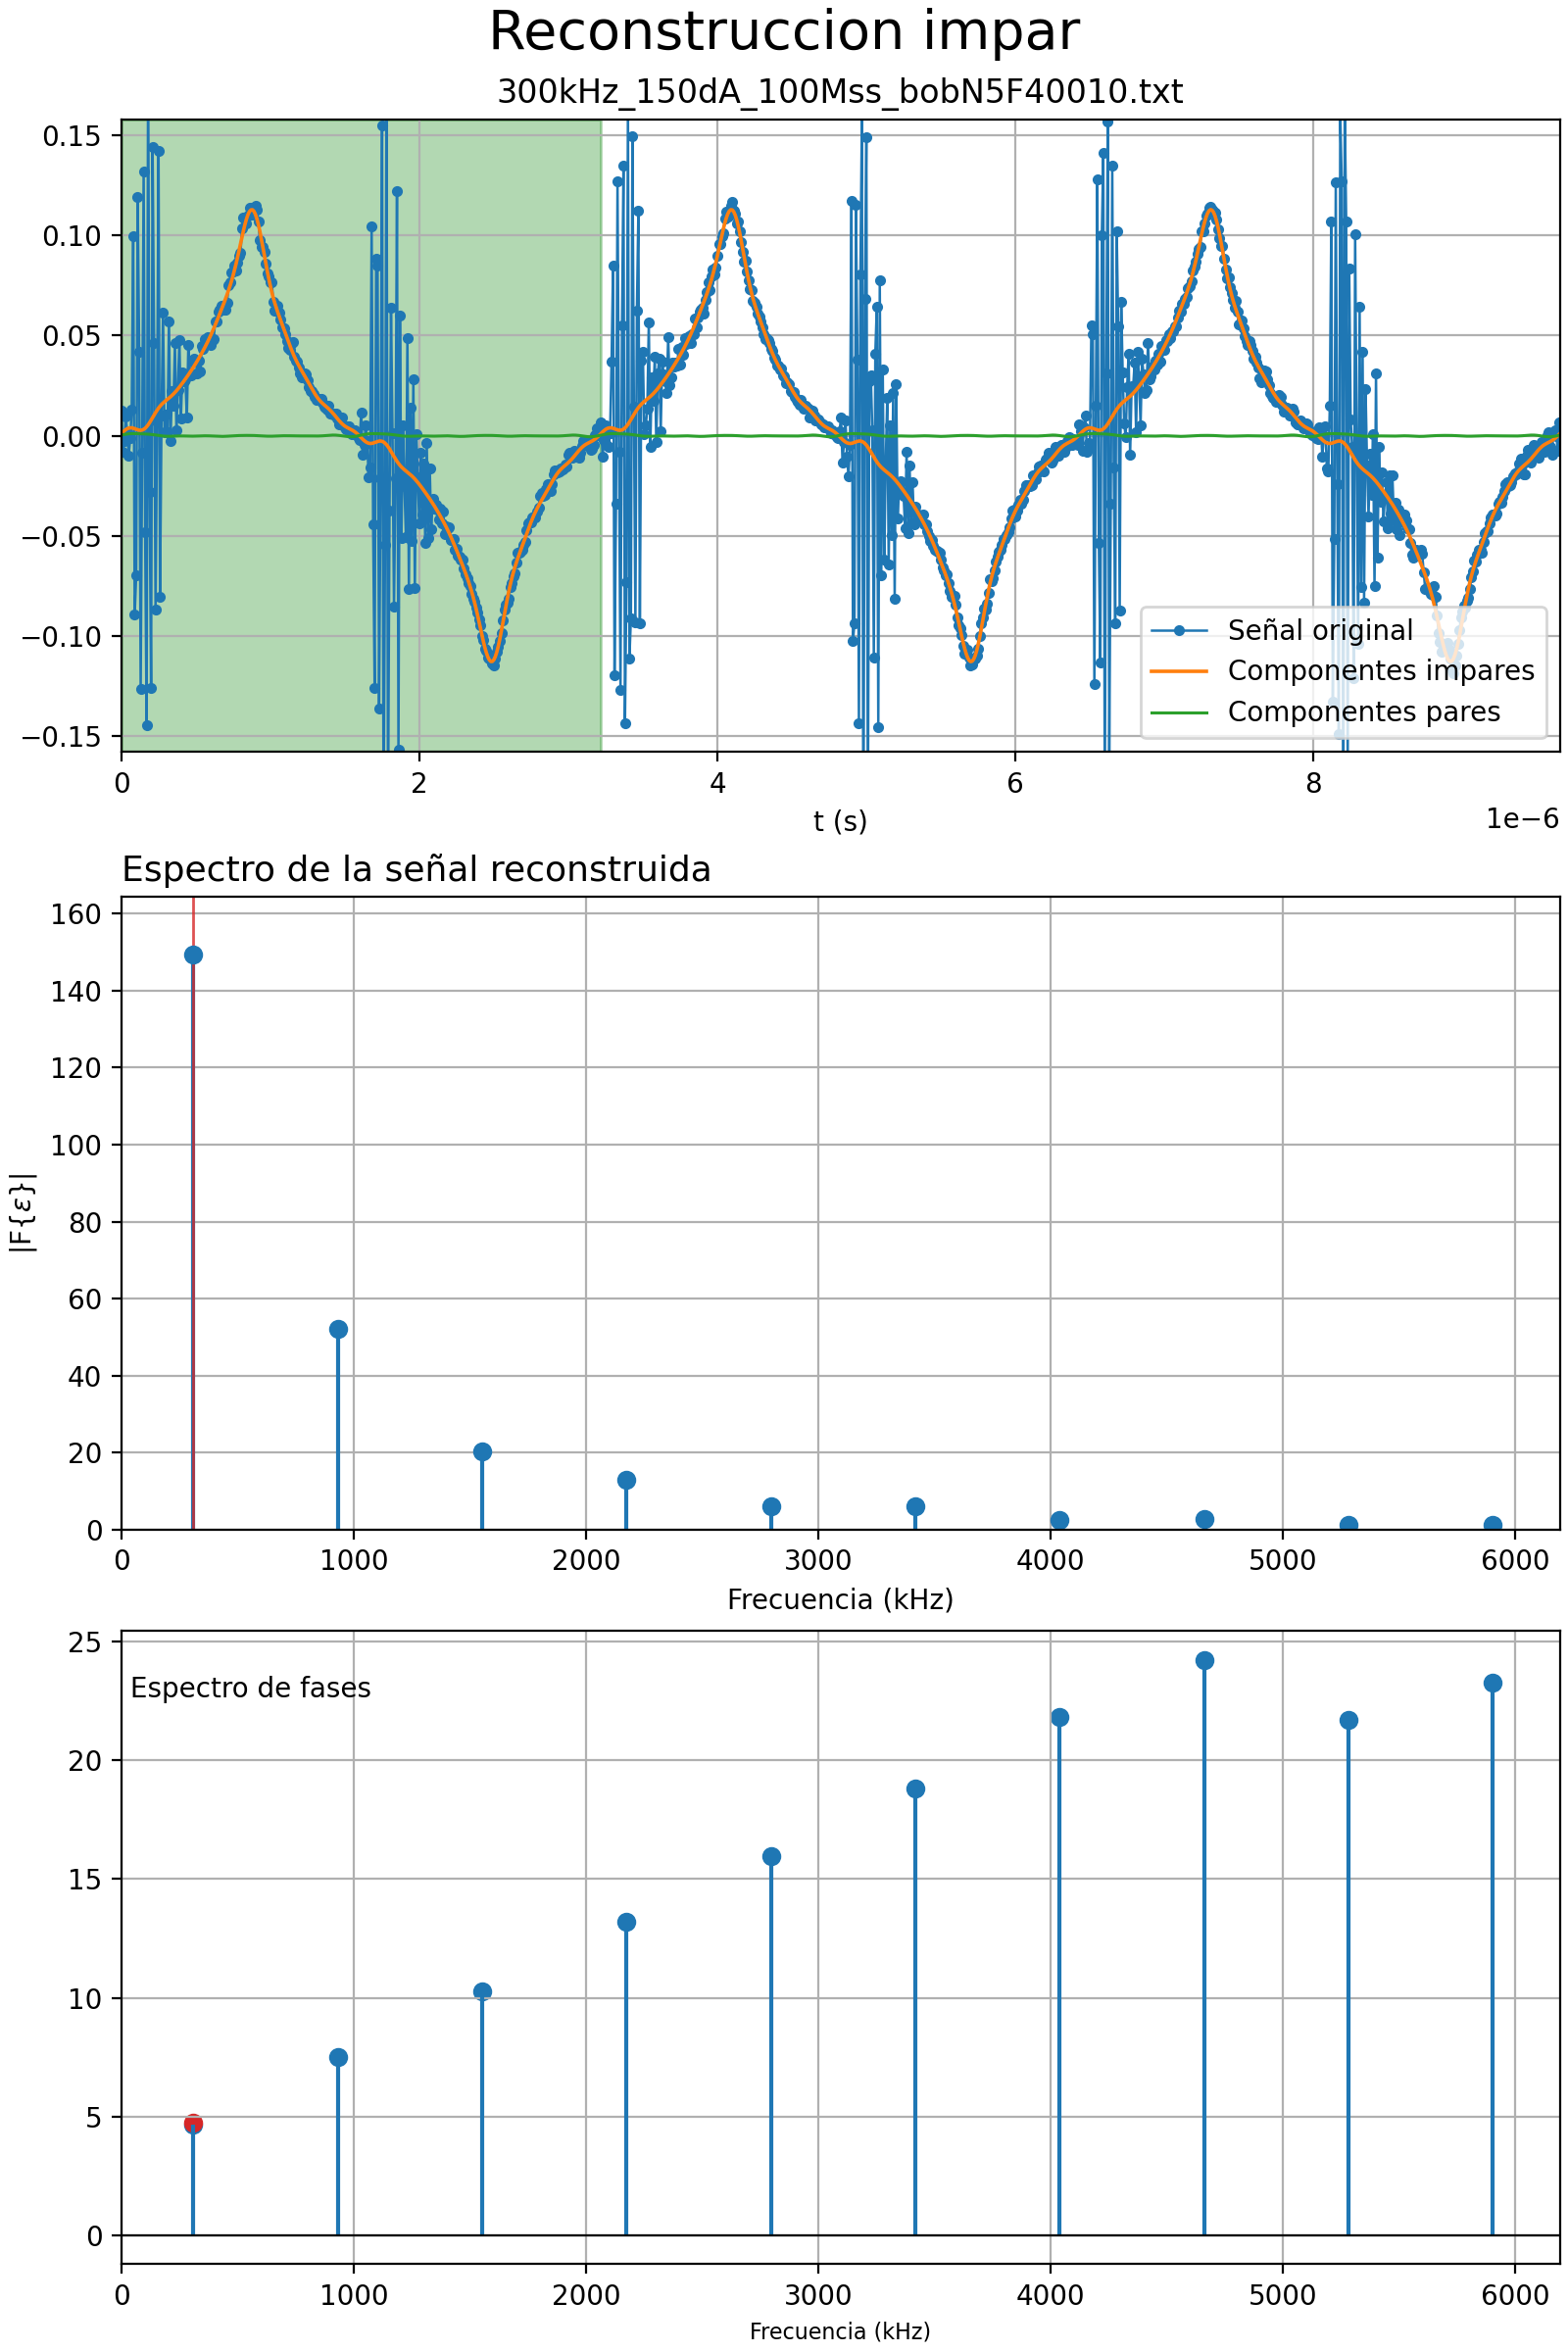 Reconstruccion impar
300kHz_150dA_100Mss_bobN5F40010.txt
0.15
0.10
0.05
0.00
−0.05
−0.10
−0.15
Señal original
Componentes impares
Componentes pares
0 2 4 6 8
t (s)
1e−6
Espectro de la señal reconstruida
160
140
120
100
80
60
40
20
0
|F{ε}|
0 1000 2000 3000 4000 5000 6000
Frecuencia (kHz)
25
Espectro de fases
20
15
10
5
0
0 1000 2000 3000 4000 5000 6000
Frecuencia (kHz)